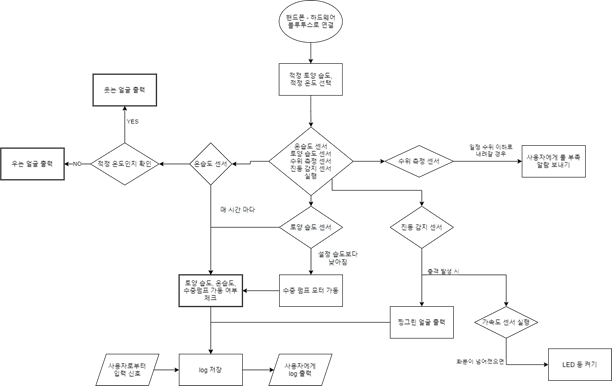 핸드폰 - 하드웨어
블루투스로 연결
적정 토양 습도,
적정 온도 선택
웃는 얼굴 출력
YES
우는 얼굴 출력
NO
적정 온도인지 확인
온습도 센서
온습도 센서
토양 습도 센서
수위 측정 센서
진동 감지 센서
실행
수위 측정 센서
일정 수위 이하로
내려갈 경우
사용자에게 물 부족
알람 보내기
매 시간 마다
토양 습도 센서
진동 감지 센서
설정 습도보다
낮아짐
충격 발생 시
토양 습도, 온습도,
수중펌프 가동 여부
체크
수중 펌프 모터 가동
찡그린 얼굴 출력
가속도 센서 실행
화분이 넘어졌으면
LED 등 켜기
사용자로부터
입력 신호
log 저장
사용자에게
log 출력